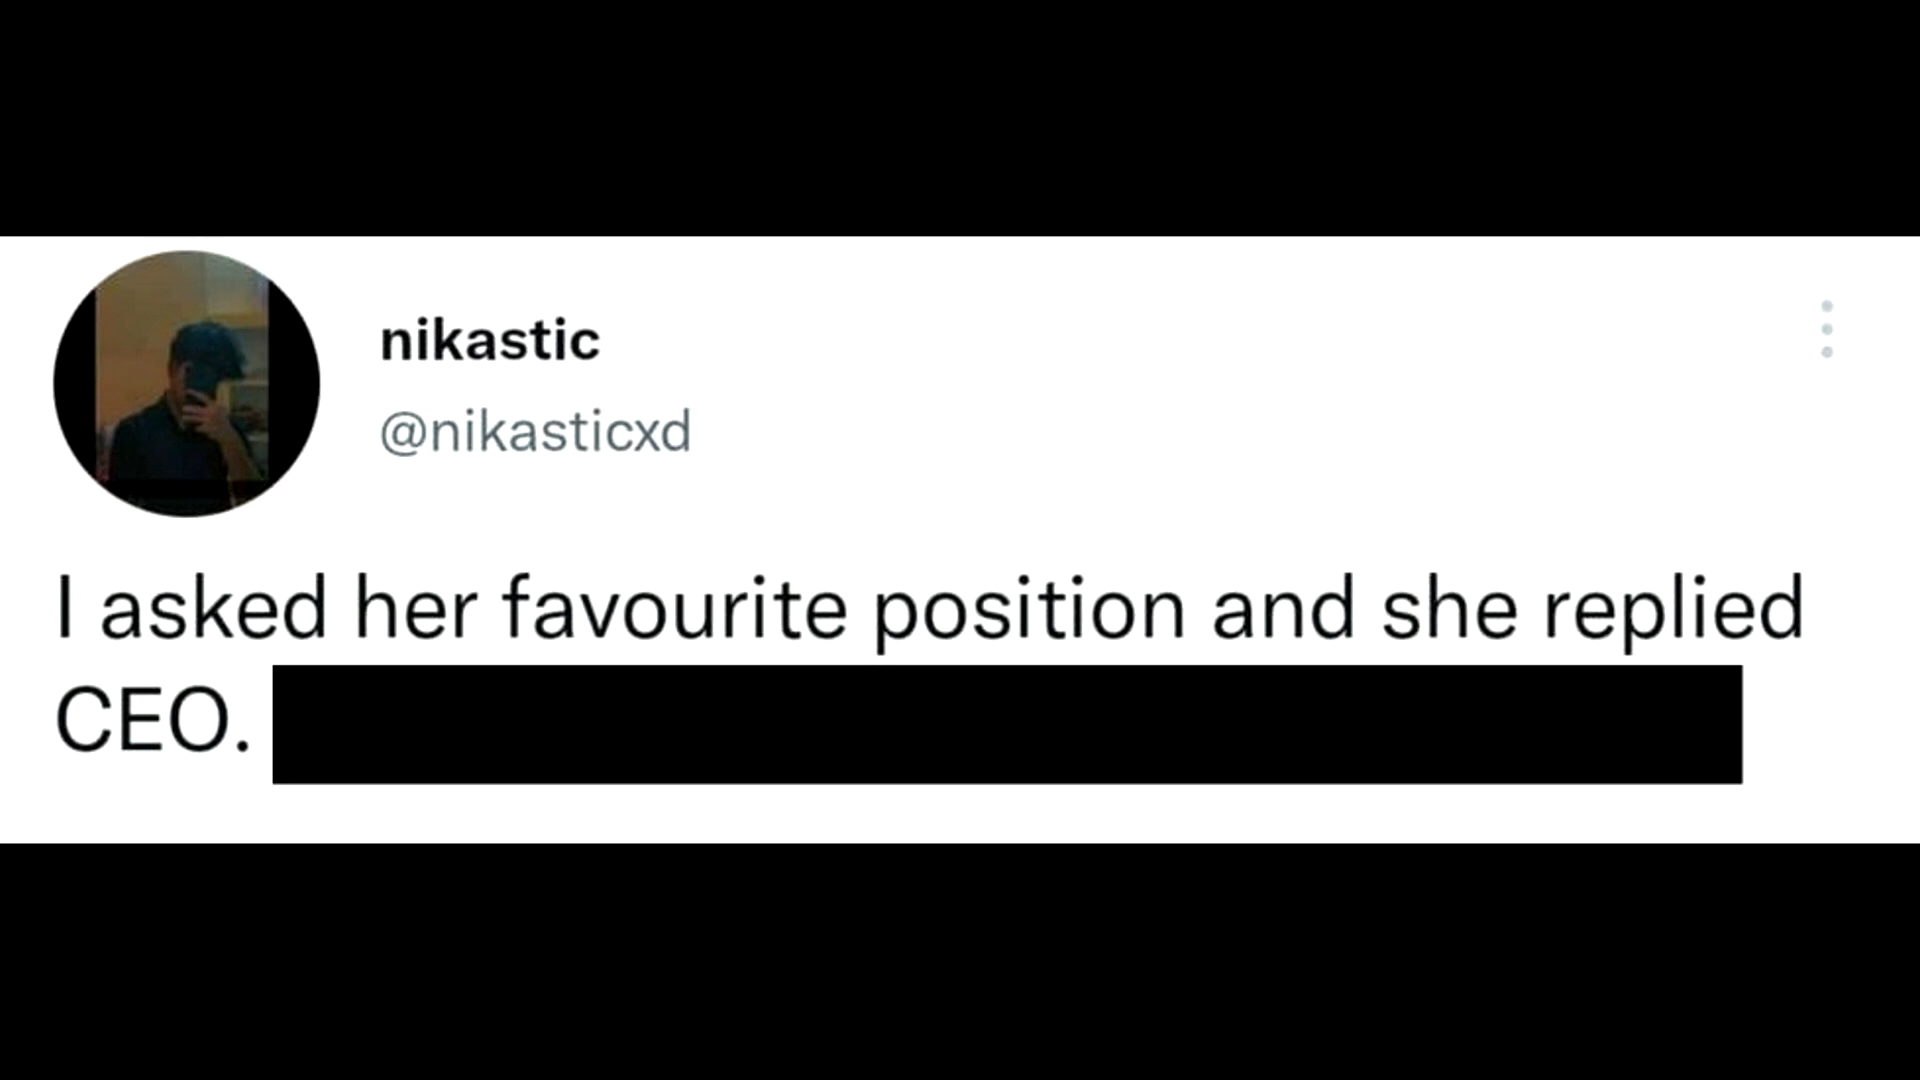 nikastic
@nikasticxd
I asked her favourite position and she replied
CEO.